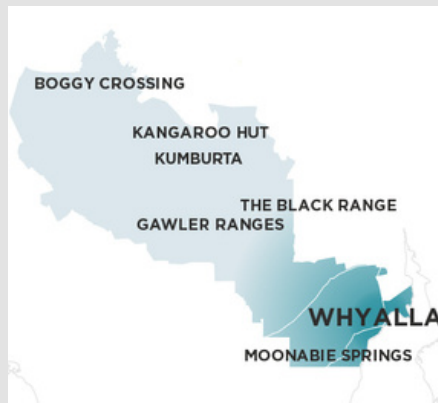 BOGGY CROSSING
KANGAROO HUT
KUMBURTA
THE BLACK RANGE
GAWLER RANGES
WHYALLA
MOONABIE SPRINGS